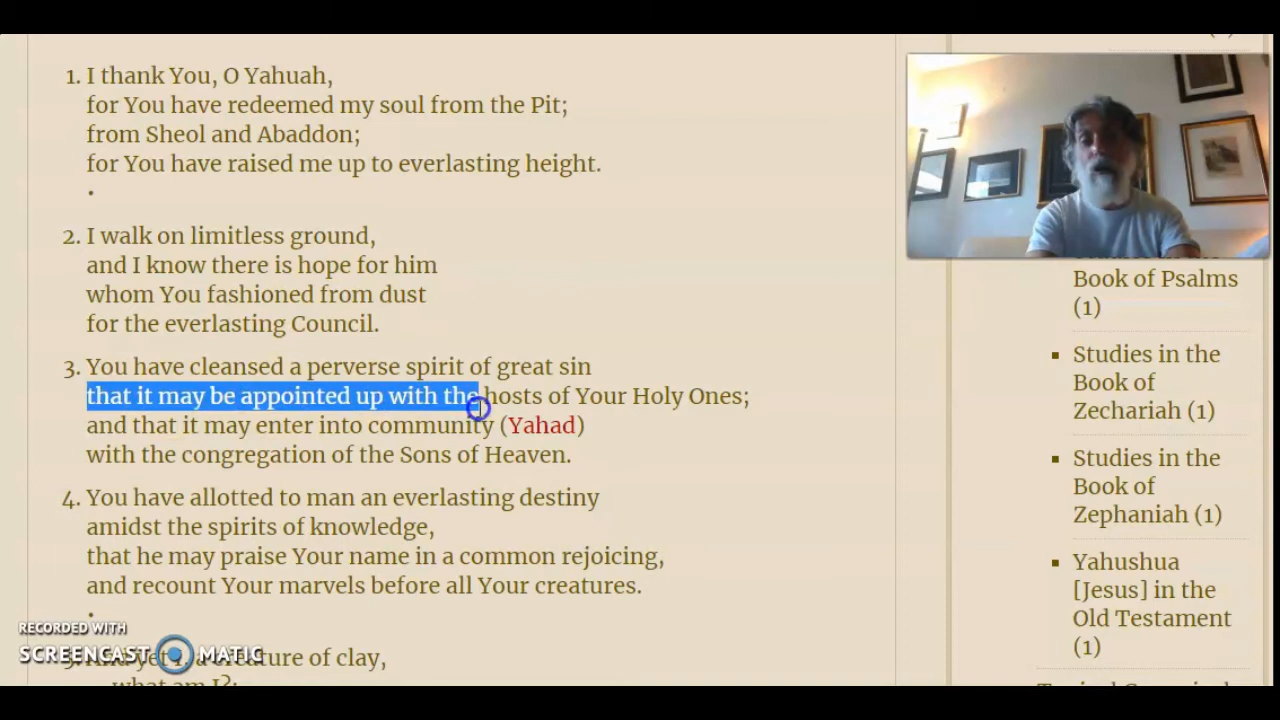 1. I thank You, O Yahuah,
for You have redeemed my soul from the Pit;
from Sheol and Abaddon;
for You have raised me up to everlasting height.
•
2. I walk on limitless ground,
and I know there is hope for him
whom You fashioned from dust
for the everlasting Council.
3. You have cleansed a perverse spirit of great sin
that it may be appointed up with the hosts of Your Holy Ones;
and that it may enter into community (Yahad)
with the congregation of the Sons of Heaven.
4. You have allotted to man an everlasting destiny
amidst the spirits of knowledge,
that he may praise Your name in a common rejoicing,
and recount Your marvels before all Your creatures.
•
5. And yet I, a creature of clay,
what am I?;
Book of Psalms
(1)
▪ Studies in the
Book of
Zechariah (1)
▪ Studies in the
Book of
Zephaniah (1)
▪ Yahushua
[Jesus] in the
Old Testament
(1)
RECORDED WITH
SCREENCAST MATIC